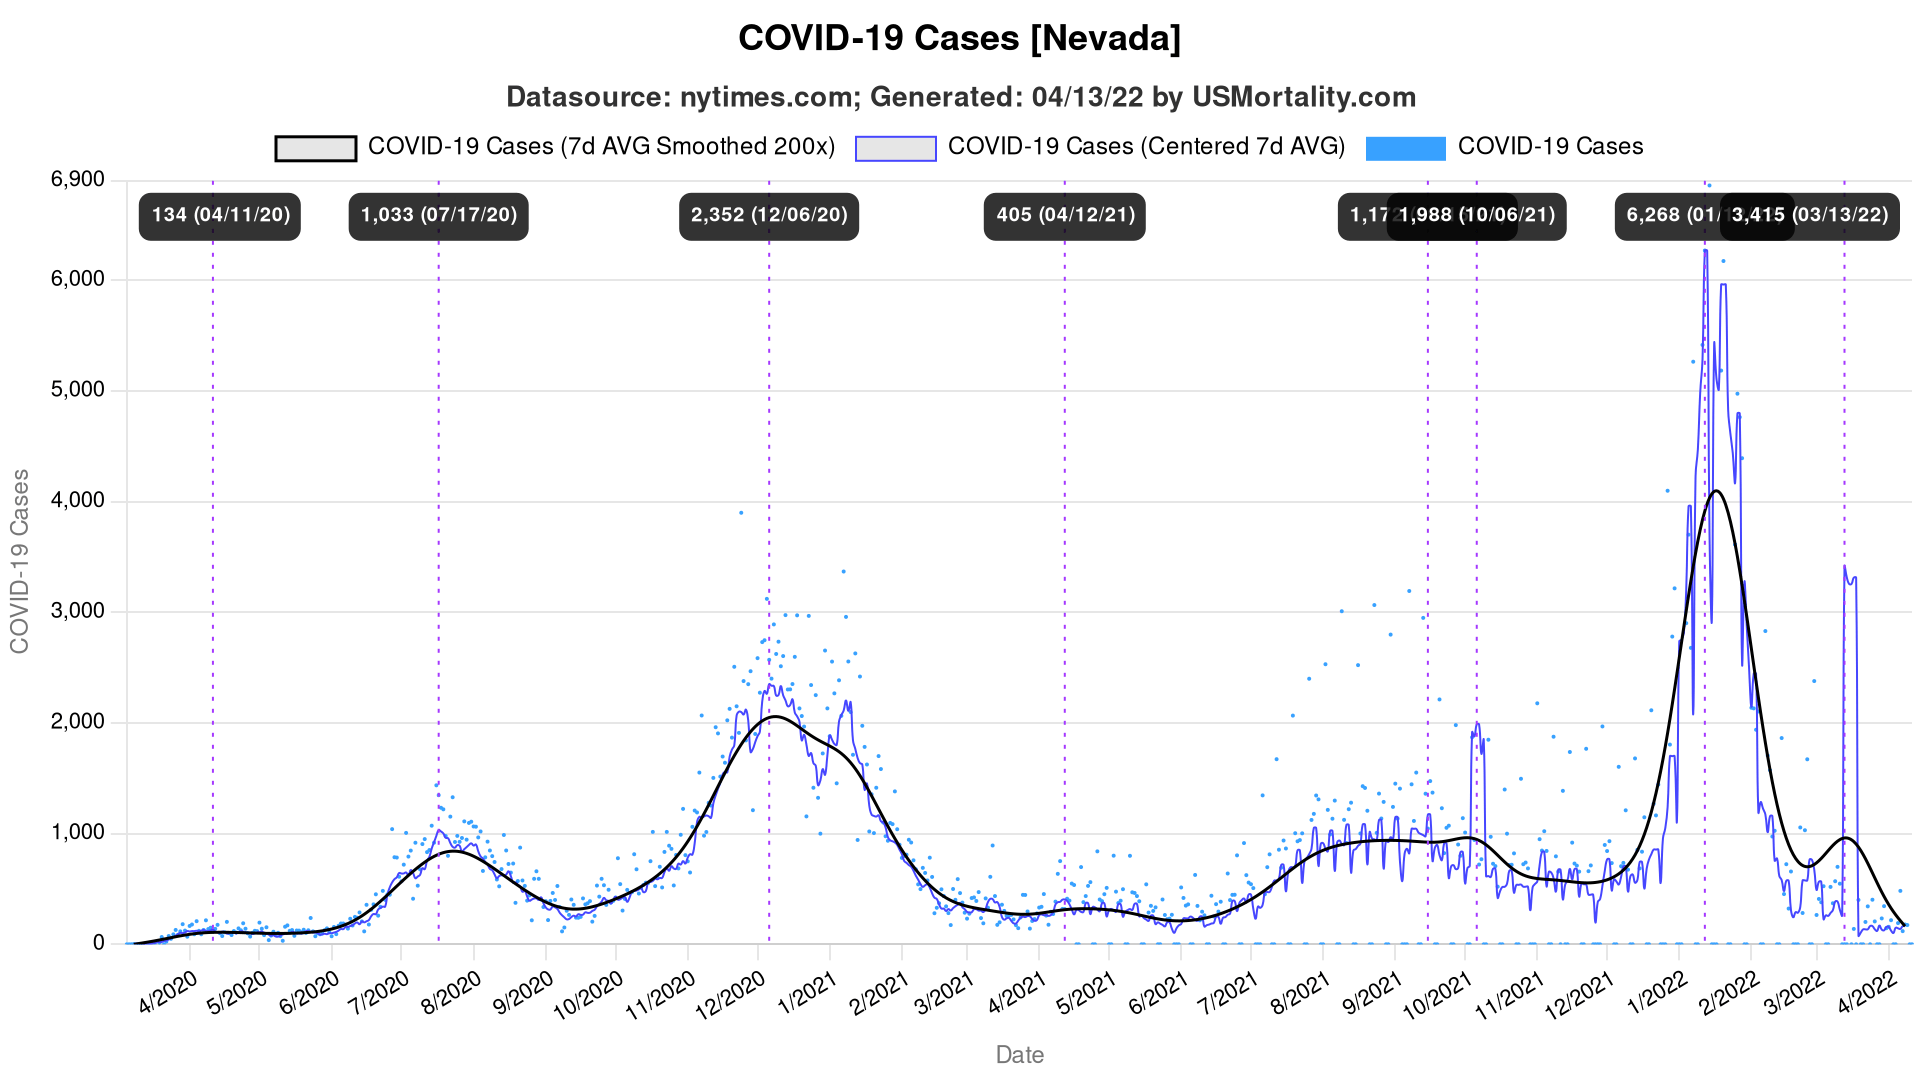 COVID-19 Cases [Nevada]
Datasource: nytimes.com; Generated: 04/13/22 by USMortality.com
COVID-19 Cases (7d AVG Smoothed 200x) COVID-19 Cases (Centered 7d AVG) COVID-19 Cases
6,900
134 (04/11/20) 1,033 (07/17/20) 2,352 (12/06/20) 405 (04/12/21) 1,988 (10/06/21) 6,268 3,415 (03/13/22)
6,000
5,000
4,000
3,000
2,000
1,000
0
COVID-19 Cases
4/2020 5/2020 6/2020 7/2020 8/2020 9/2020 10/2020 11/2020 12/2020 1/2021 2/2021 3/2021 4/2021 5/2021 6/2021 7/2021 8/2021 9/2021 10/2021 11/2021 12/2021 1/2022 2/2022 3/2022 4/2022
Date